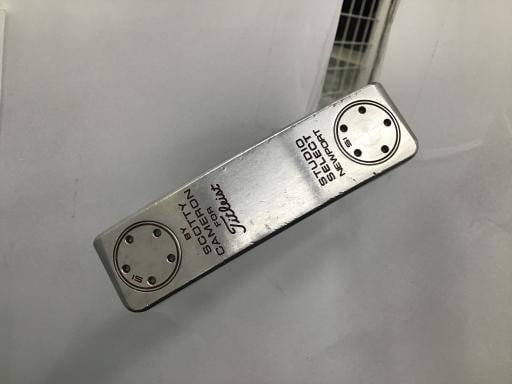 STUDIO
SELECT
NEWPORT
BY
SCOTTY
CAMERON
FOR
Titleist